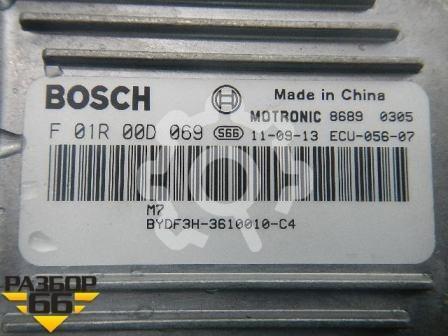 BOSCH
Made in China
MOTRONIC 8689 0305
F 01R 00D 069 S66 11-09-13 ECU-056-07
M7
BYDF3H-3610010-C4
РАЗБОР
66